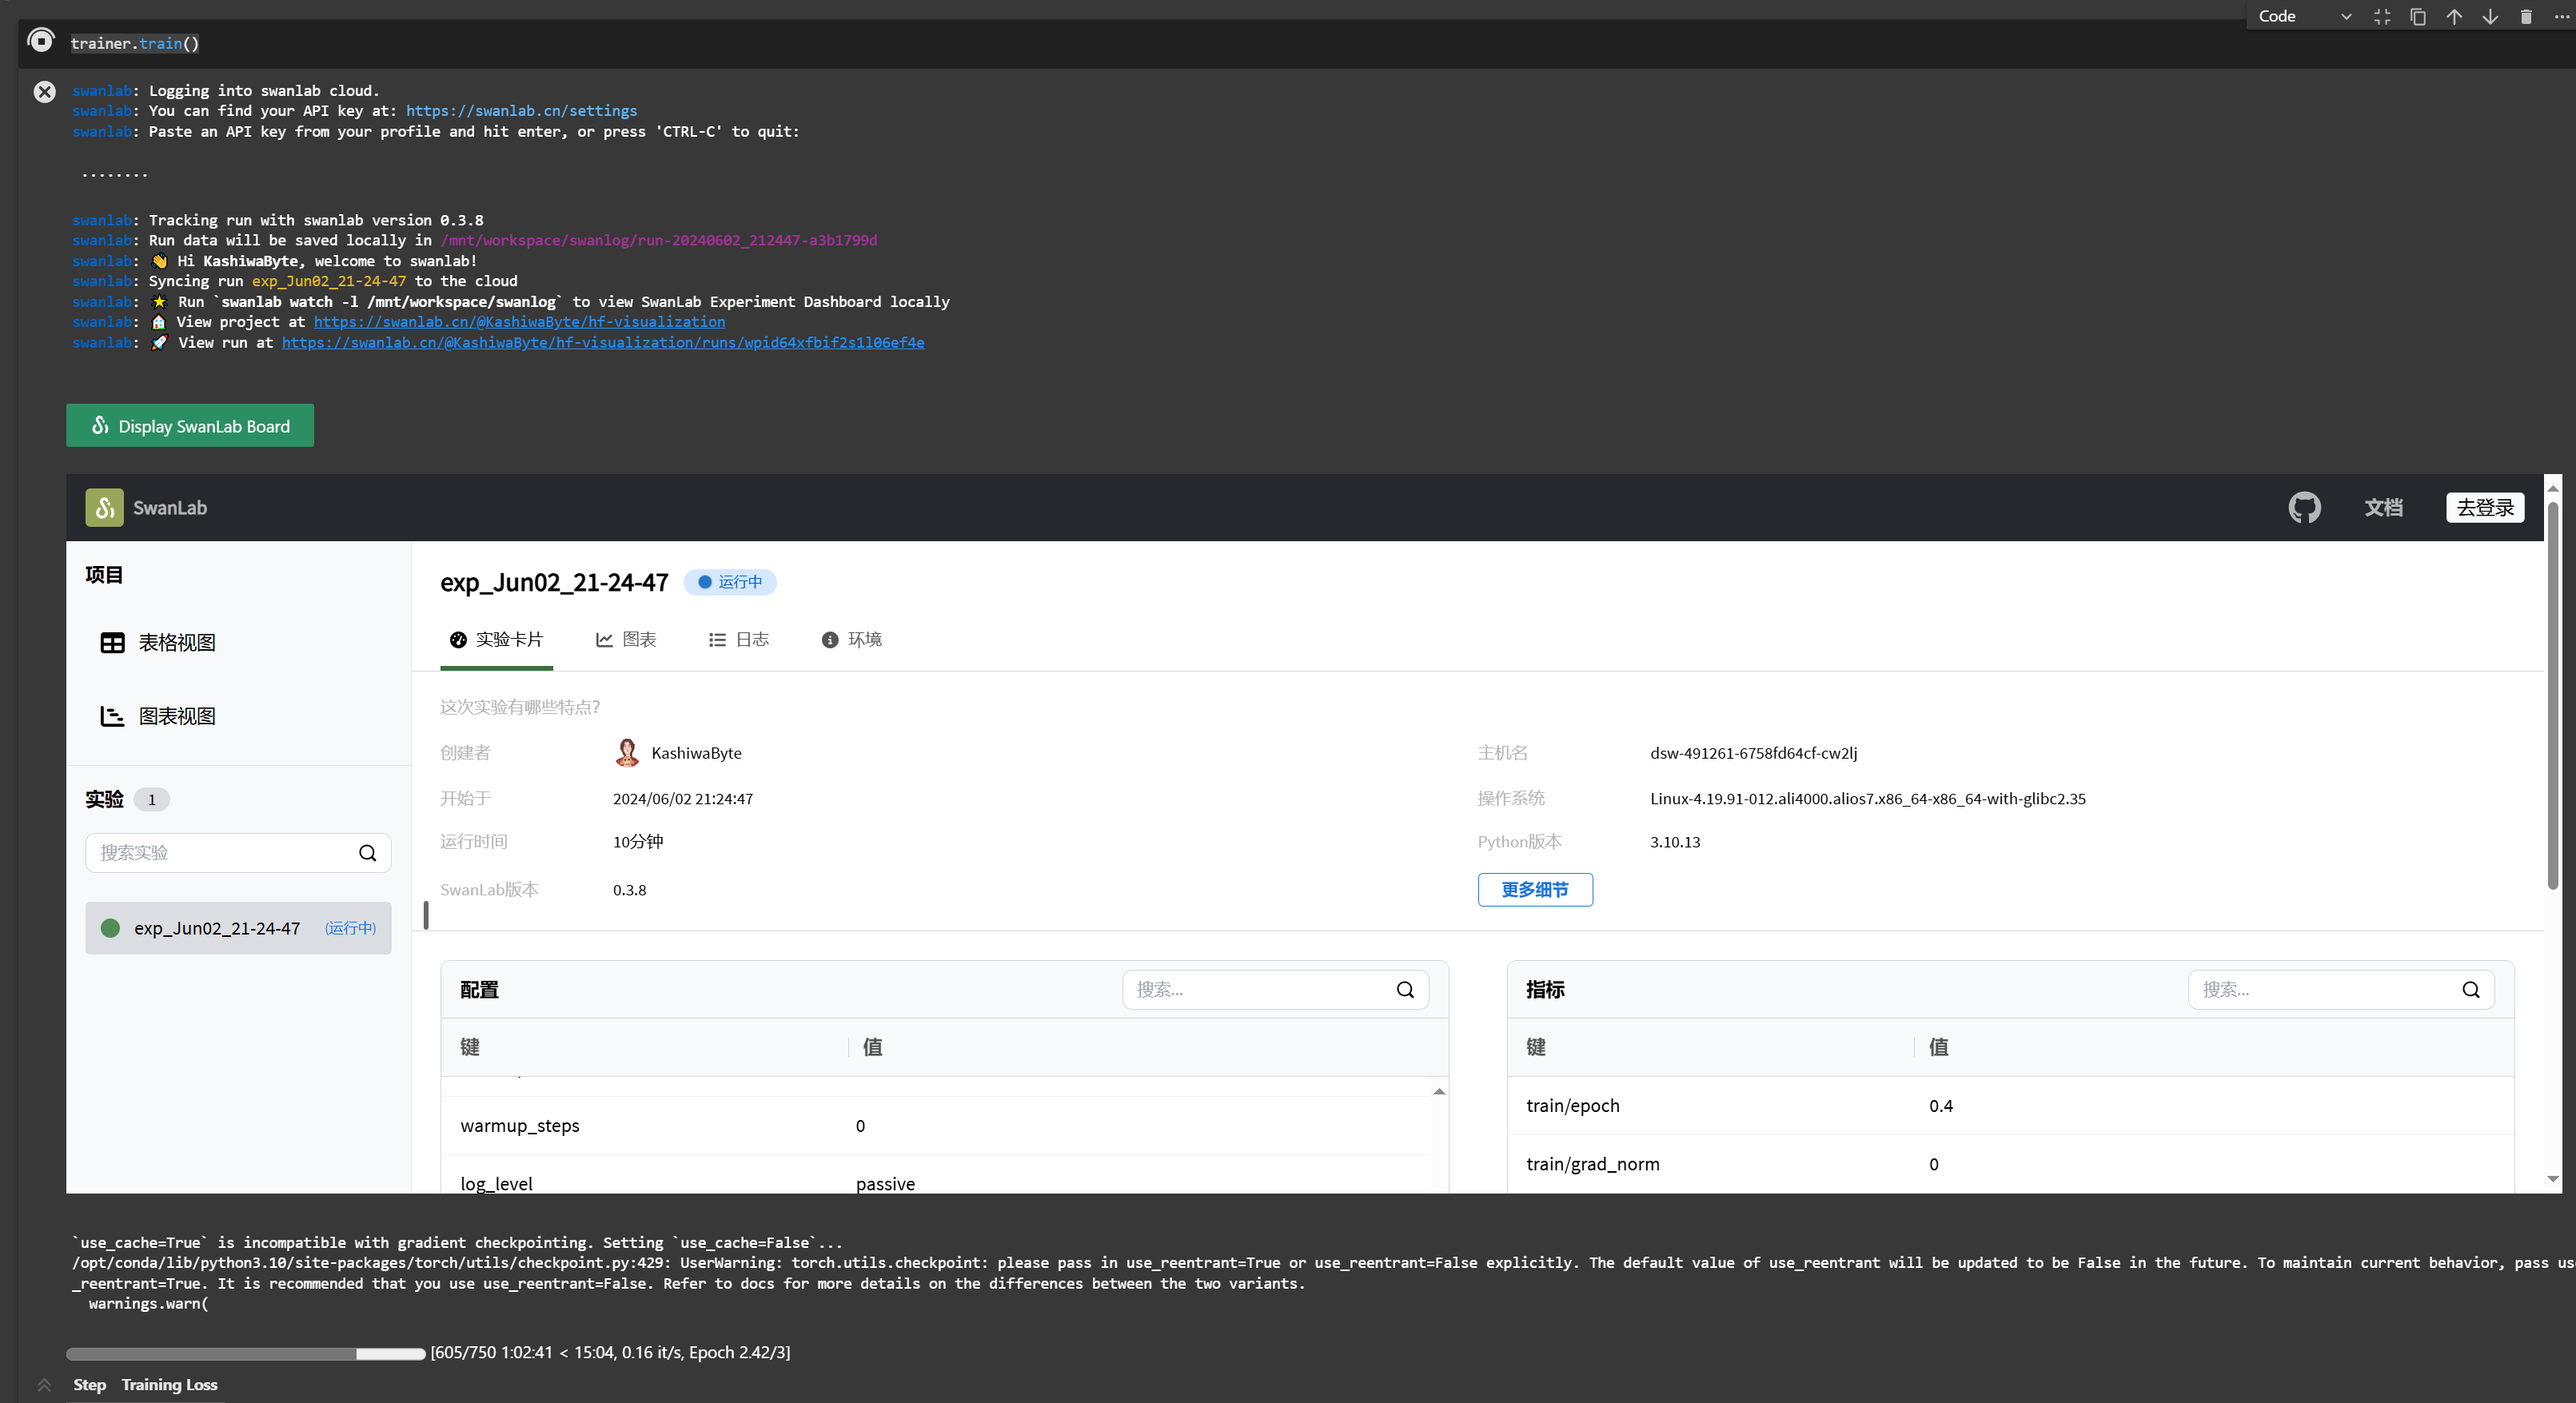 Code
trainer.train()
swanlab: Logging into swanlab cloud.
swanlab: You can find your API key at: https://swanlab.cn/settings
swanlab: Paste an API key from your profile and hit enter, or press 'CTRL-C' to quit:
........
swanlab: Tracking run with swanlab version 0.3.8
swanlab: Run data will be saved locally in /mnt/workspace/swanlog/run-20240602_212447-a3b1799d
swanlab: 👋 Hi KashiwaByte, welcome to swanlab!
swanlab: Syncing run exp_Jun02_21-24-47 to the cloud
swanlab: 🌟 Run `swanlab watch -l /mnt/workspace/swanlog` to view SwanLab Experiment Dashboard locally
swanlab: 🏠 View project at https://swanlab.cn/@KashiwaByte/hf-visualization
swanlab: 🚀 View run at https://swanlab.cn/@KashiwaByte/hf-visualization/runs/wpid64xfbif2s1l06ef4e
Display SwanLab Board
SwanLab
文档
去登录
项目
表格视图
图表视图
实验 1
搜索实验
exp_Jun02_21-24-47 (运行中)
exp_Jun02_21-24-47 运行中
实验卡片 图表 日志 环境
这次实验有哪些特点?
创建者 KashiwaByte
主机名 dsw-491261-6758fd64cf-cw2lj
开始于 2024/06/02 21:24:47
操作系统 Linux-4.19.91-012.ali4000.alios7.x86_64-x86_64-with-glibc2.35
运行时间 10分钟
Python版本 3.10.13
SwanLab版本 0.3.8
更多细节
配置 搜索...
键 值
warmup_steps 0
log_level passive
指标 搜索...
键 值
train/epoch 0.4
train/grad_norm 0
`use_cache=True` is incompatible with gradient checkpointing. Setting `use_cache=False`...
/opt/conda/lib/python3.10/site-packages/torch/utils/checkpoint.py:429: UserWarning: torch.utils.checkpoint: please pass in use_reentrant=True or use_reentrant=False explicitly. The default value of use_reentrant will be updated to be False in the future. To maintain current behavior, pass us
_reentrant=True. It is recommended that you use use_reentrant=False. Refer to docs for more details on the differences between the two variants.
warnings.warn(
[605/750 1:02:41 < 15:04, 0.16 it/s, Epoch 2.42/3]
Step Training Loss